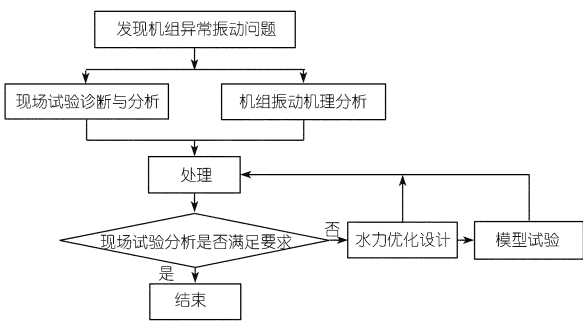 发现机组异常振动问题
现场试验诊断与分析
机组振动机理分析
处理
现场试验分析是否满足要求
否
水力优化设计
模型试验
是
结束